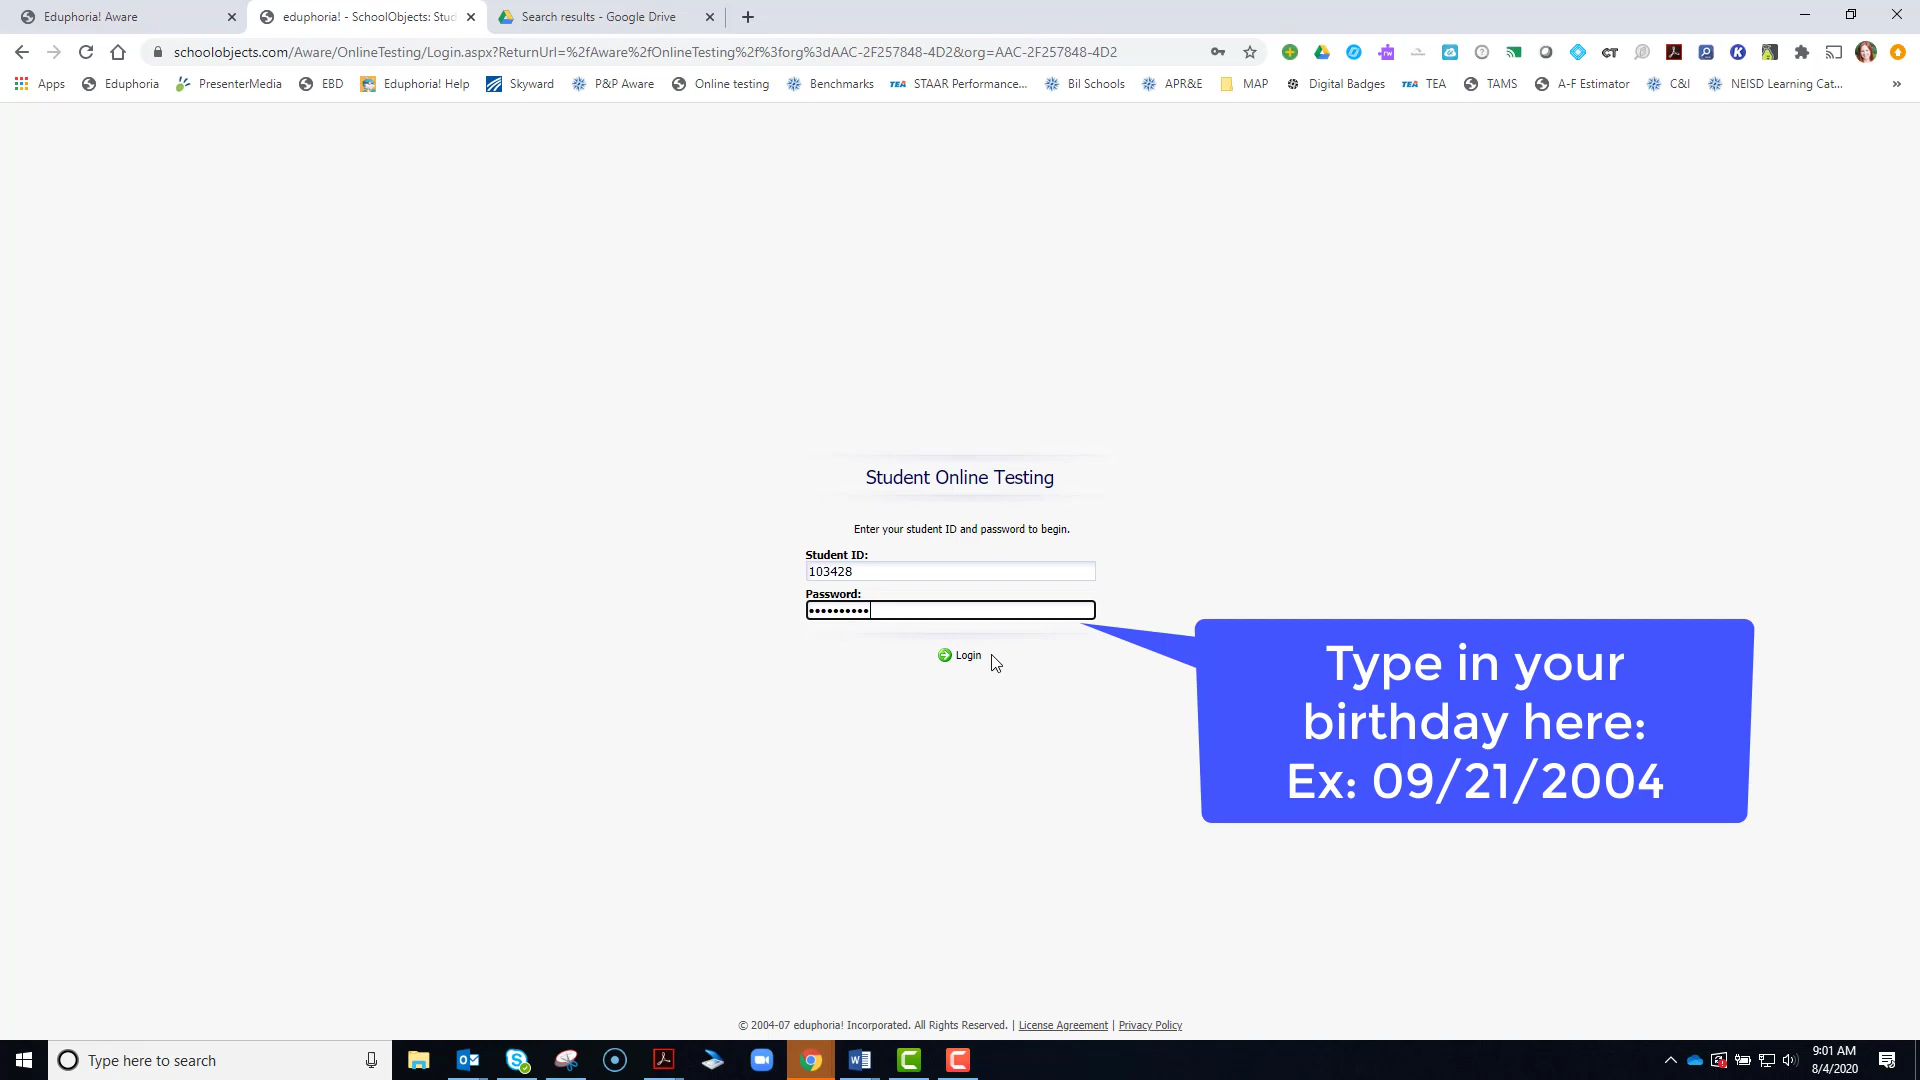 Eduphoria! Aware
eduphoria! - SchoolObjects: Stud
Search results - Google Drive
schoolobjects.com/Aware/OnlineTesting/Login.aspx?ReturnUrl=%2fAware%2fOnlineTesting%2f%3forg%3dAAC-2F257848-4D2&org=AAC-2F257848-4D2
Apps Eduphoria PresenterMedia EBD Eduphoria! Help Skyward P&P Aware Online testing Benchmarks TEA STAAR Performance... Bil Schools APR&E MAP Digital Badges TEA TEA TAMS A-F Estimator C&I NEISD Learning Cat... »
Student Online Testing
Enter your student ID and password to begin.
Student ID:
103428
Password:
••••••••••
Login
Type in your
birthday here:
Ex: 09/21/2004
© 2004-07 eduphoria! Incorporated. All Rights Reserved. | License Agreement | Privacy Policy
Type here to search
9:01 AM
8/4/2020